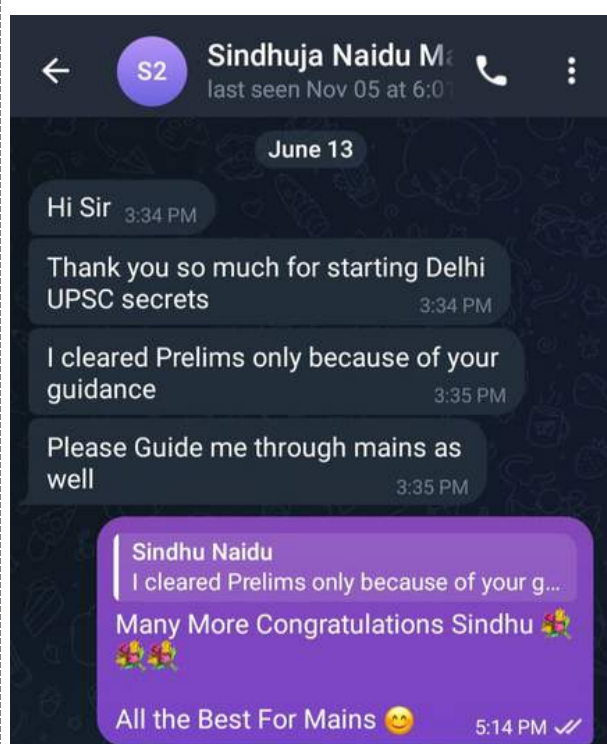 S2
Sindhuja Naidu Ma
last seen Nov 05 at 6:01
June 13
Hi Sir 3:34 PM
Thank you so much for starting Delhi
UPSC secrets 3:34 PM
I cleared Prelims only because of your
guidance 3:35 PM
Please Guide me through mains as
well 3:35 PM
Sindhu Naidu
I cleared Prelims only because of your g...
Many More Congratulations Sindhu 💐
💐💐
All the Best For Mains 😊 5:14 PM